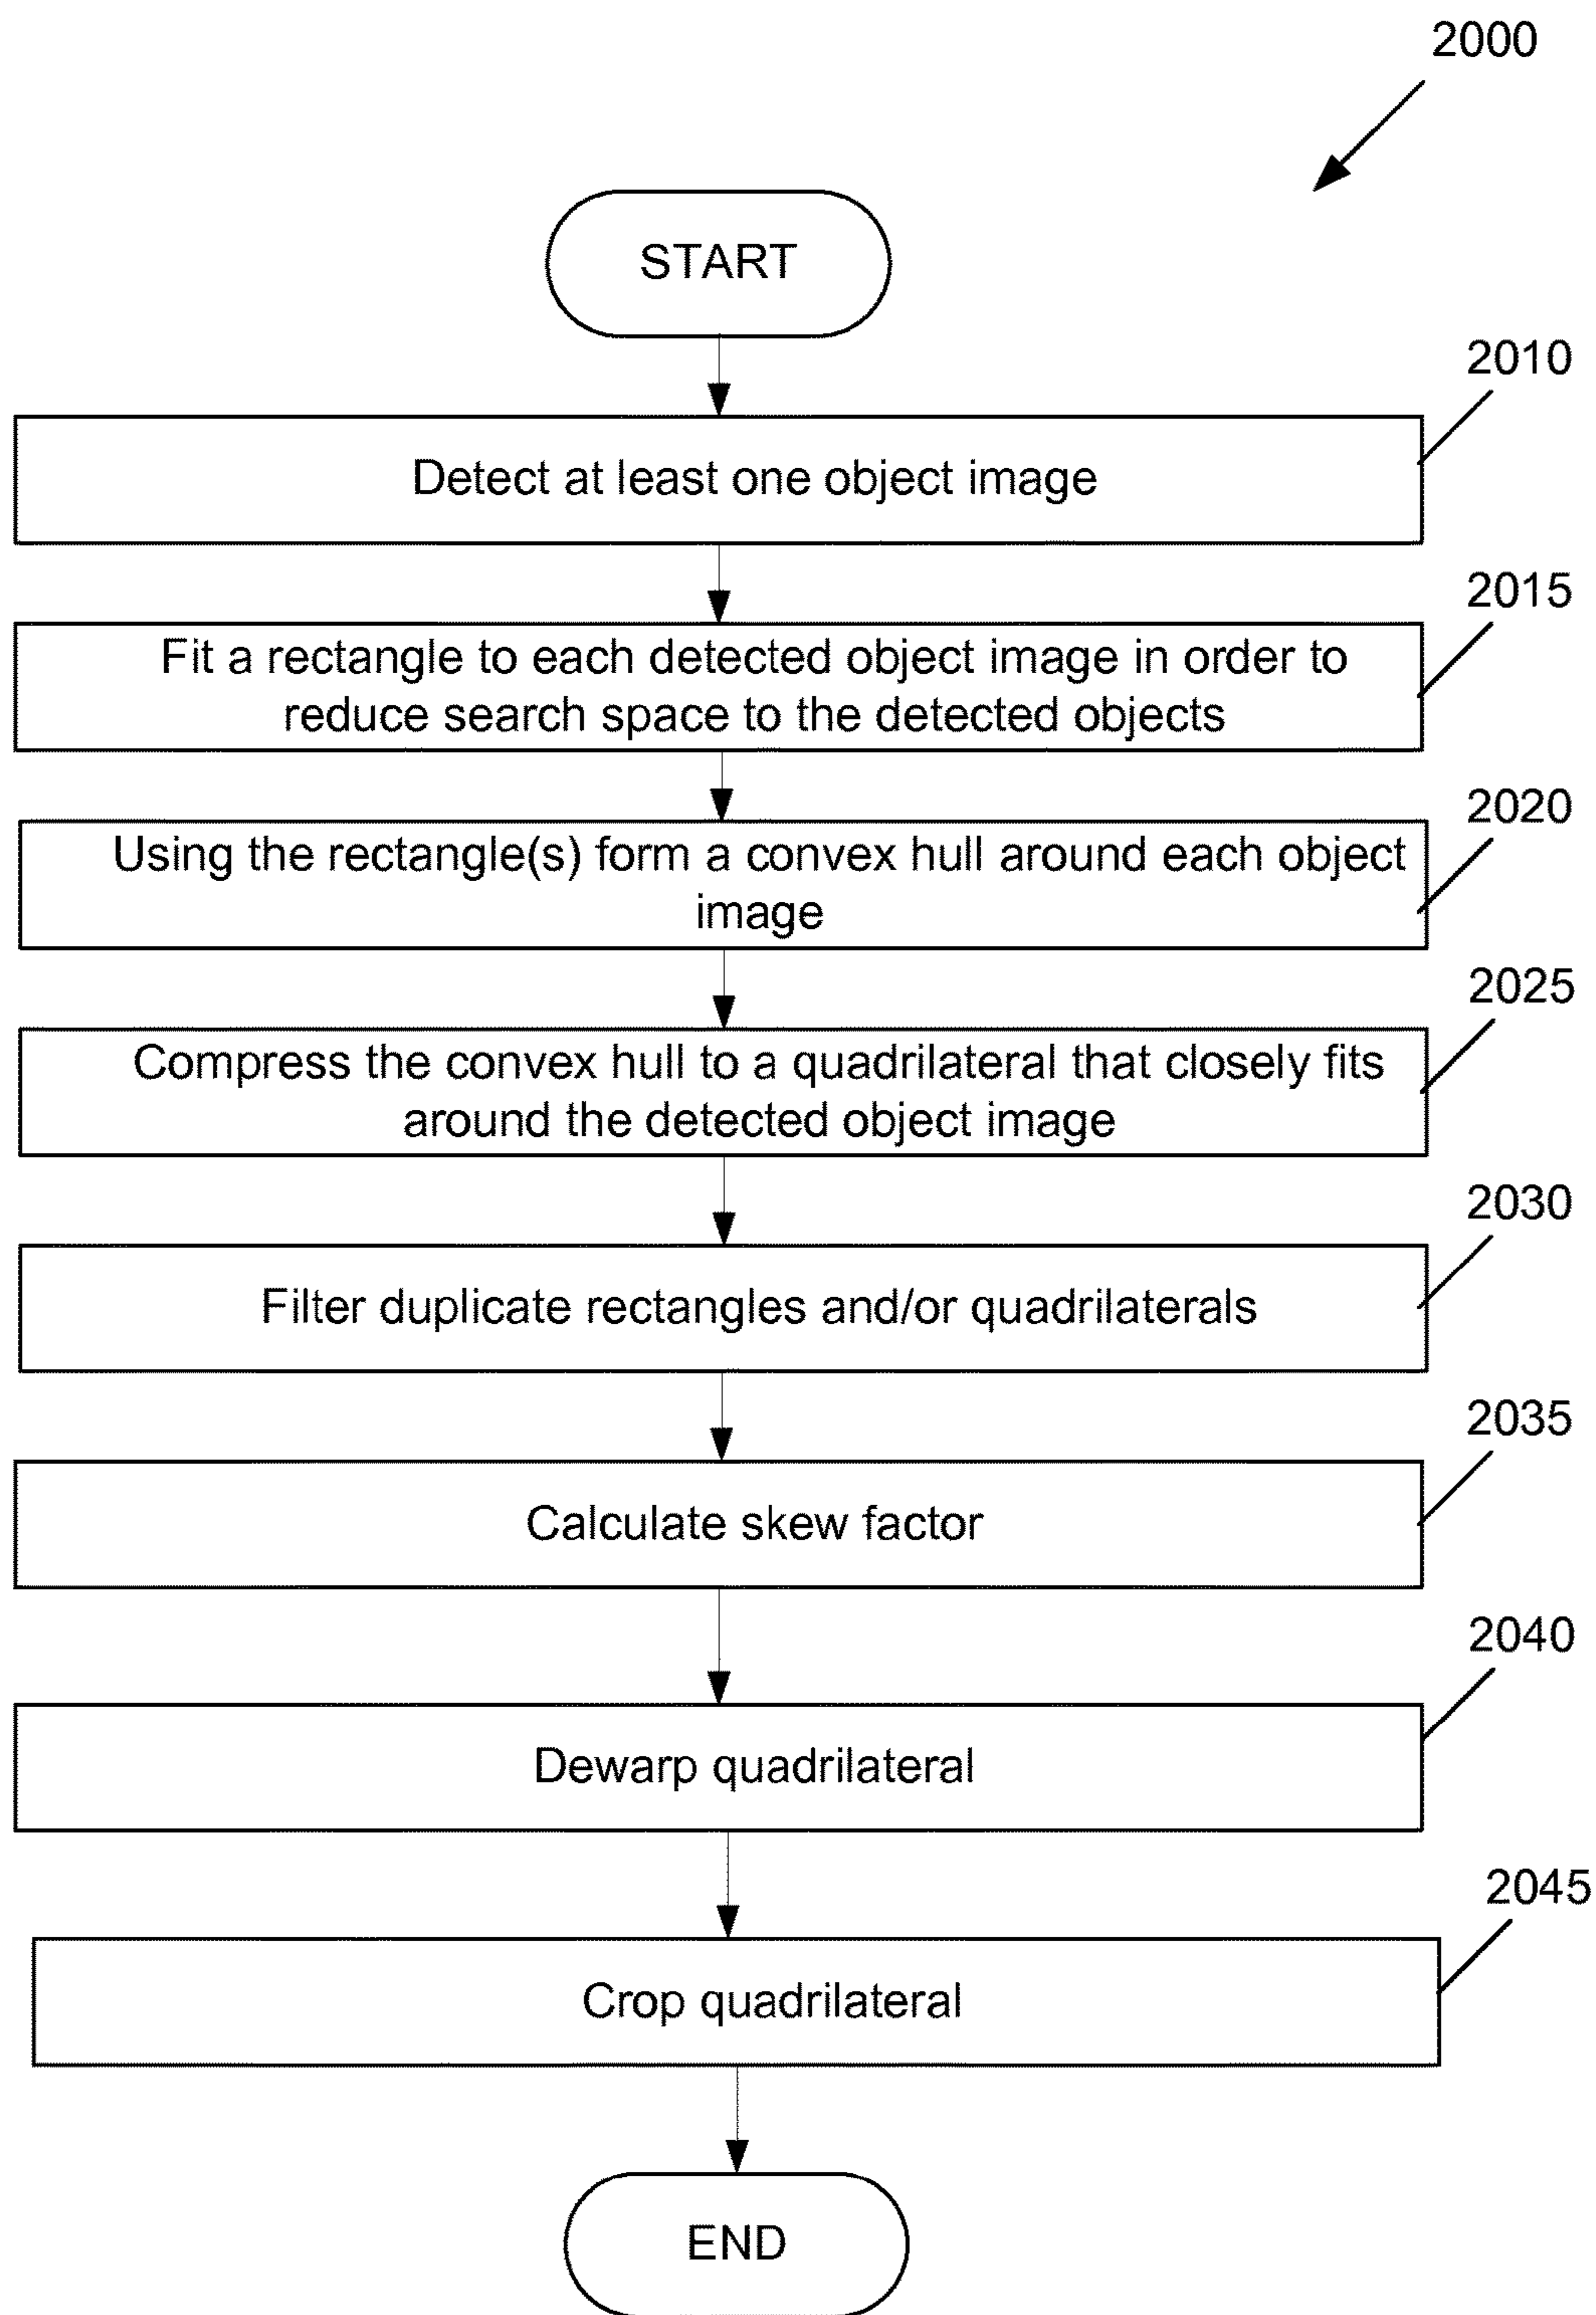 2000
START
2010
Detect at least one object image
2015
Fit a rectangle to each detected object image in order to
reduce search space to the detected objects
2020
Using the rectangle(s) form a convex hull around each object
image
2025
Compress the convex hull to a quadrilateral that closely fits
around the detected object image
2030
Filter duplicate rectangles and/or quadrilaterals
2035
Calculate skew factor
2040
Dewarp quadrilateral
2045
Crop quadrilateral
END